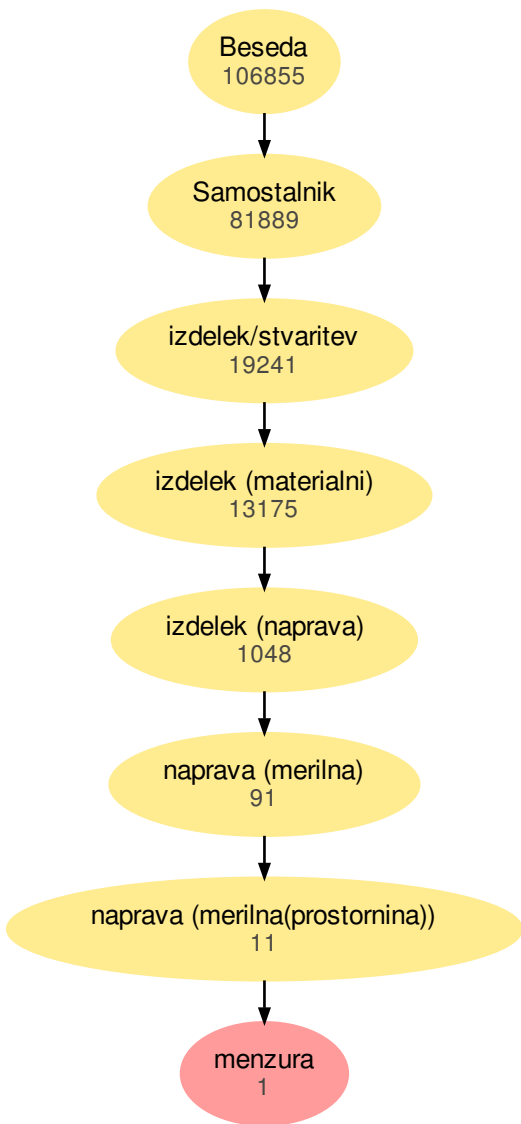 Beseda
106855
Samostalnik
81889
izdelek/stvaritev
19241
izdelek (materialni)
13175
izdelek (naprava)
1048
naprava (merilna)
91
naprava (merilna(prostornina))
11
menzura
1